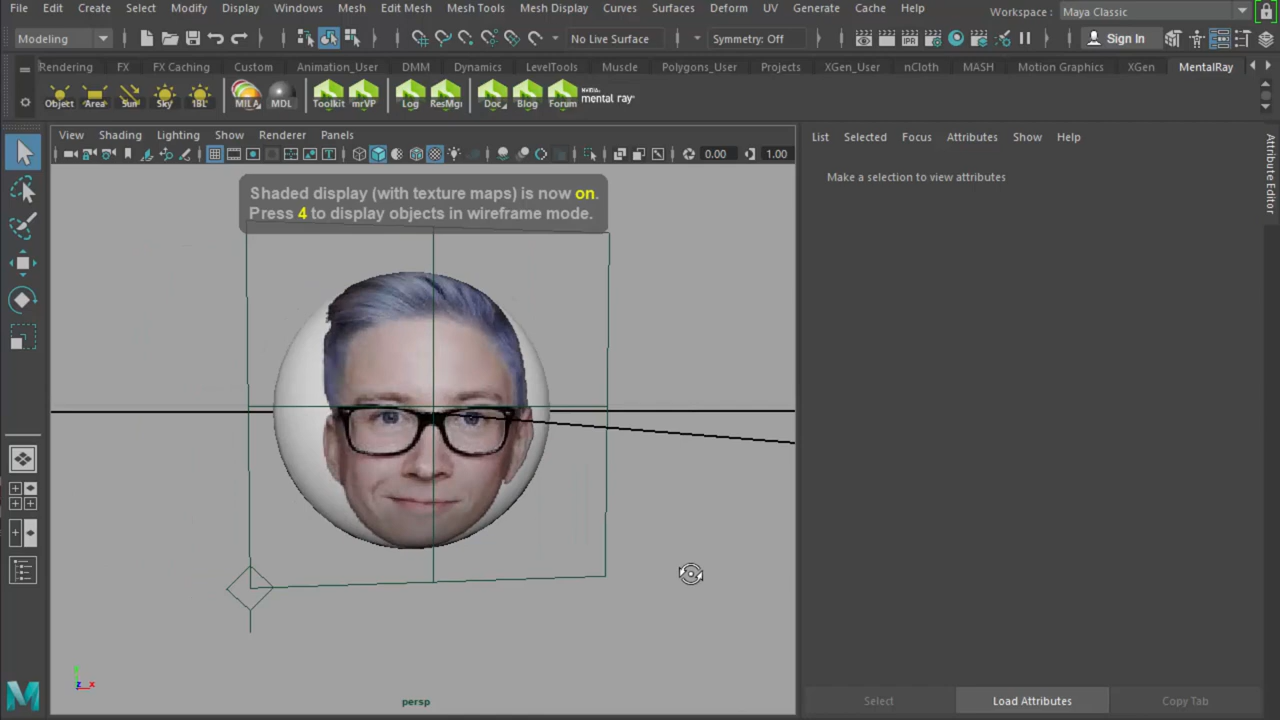 File Edit Create Select Modify Display Windows Mesh Edit Mesh Mesh Tools Mesh Display Curves Surfaces Deform UV Generate Cache Help Workspace : Maya Classic
Modeling No Live Surface Symmetry: Off Sign In
Rendering FX FX Caching Custom Animation_User DMM Dynamics LevelTools Muscle Polygons_User Projects XGen_User nCloth MASH Motion Graphics XGen MentalRay
Object Area Sun Sky IBL MILA MDL Toolkit mrVP Log ResMgr Doc Blog Forum mental ray®
View Shading Lighting Show Renderer Panels
0.00 1.00
List Selected Focus Attributes Show Help
Make a selection to view attributes
Attribute Editor
Shaded display (with texture maps) is now on.
Press 4 to display objects in wireframe mode.
persp
Select Load Attributes Copy Tab